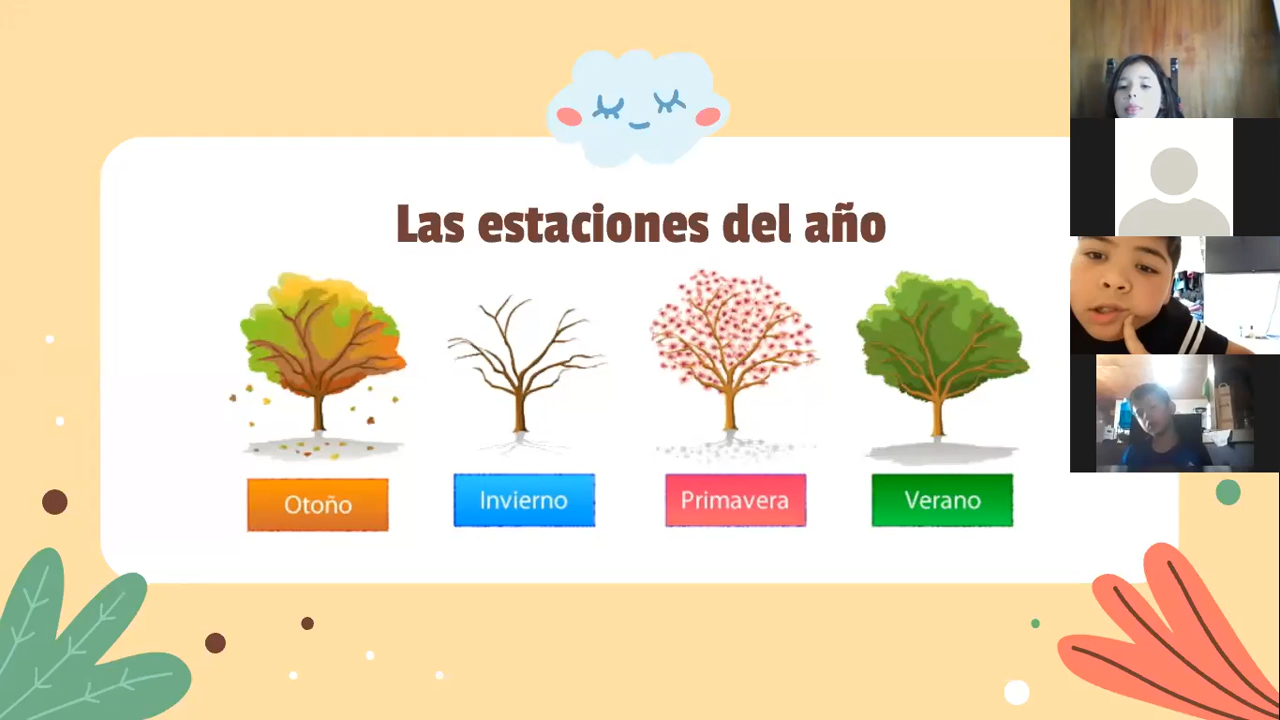 Las estaciones del año
Otoño
Invierno
Primavera
Verano